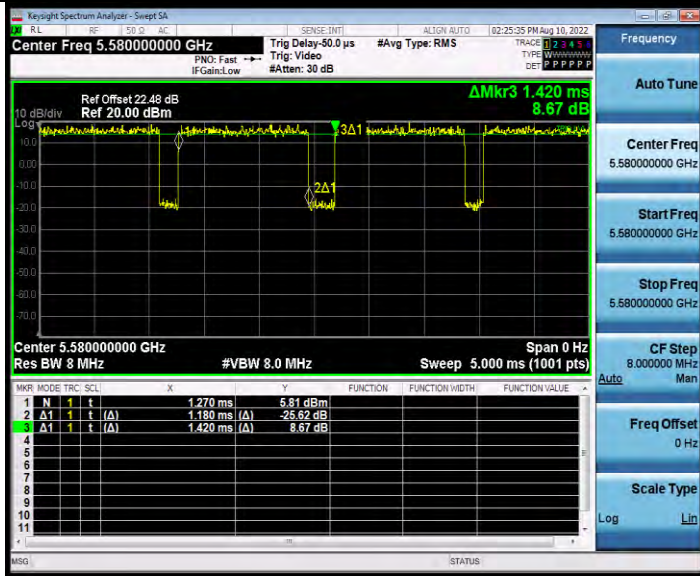 Keysight Spectrum Analyzer - Swept SA
RL RF 50 Ω AC SENSE:INT ALIGN AUTO 02:25:35 PM Aug 10, 2022
Center Freq 5.580000000 GHz
PNO: Fast
IFGain:Low
Trig Delay-50.0 µs
Trig: Video
#Atten: 30 dB
#Avg Type: RMS
TRACE 1 2 3 4 5
TYPE W
DET P P P P P P
Ref Offset 22.48 dB
10 dB/div Ref 20.00 dBm
Log
ΔMkr3 1.420 ms
8.67 dB
3Δ1
2Δ1
10.0
0.00
-10.0
-20.0
-30.0
-40.0
-50.0
-60.0
-70.0
Center 5.580000000 GHz Span 0 Hz
Res BW 8 MHz #VBW 8.0 MHz Sweep 5.000 ms (1001 pts)
MKR MODE TRC SCL X Y FUNCTION FUNCTION WIDTH FUNCTION VALUE
1 N 1 t 1.270 ms 5.81 dBm
2 Δ1 1 t (Δ) 1.180 ms (Δ) -25.62 dB
3 Δ1 1 t (Δ) 1.420 ms (Δ) 8.67 dB
4
5
6
7
8
9
10
11
MSG STATUS
Frequency
Auto Tune
Center Freq
5.580000000 GHz
Start Freq
5.580000000 GHz
Stop Freq
5.580000000 GHz
CF Step
8.000000 MHz
Auto Man
Freq Offset
0 Hz
Scale Type
Log Lin